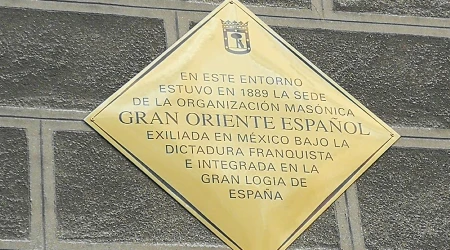 EN ESTE ENTORNO
ESTUVO EN 1889 LA SEDE
DE LA ORGANIZACIÓN MASÓNICA
GRAN ORIENTE ESPAÑOL
EXILIADA EN MÉXICO BAJO LA
DICTADURA FRANQUISTA
E INTEGRADA EN LA
GRAN LOGIA DE
ESPAÑA